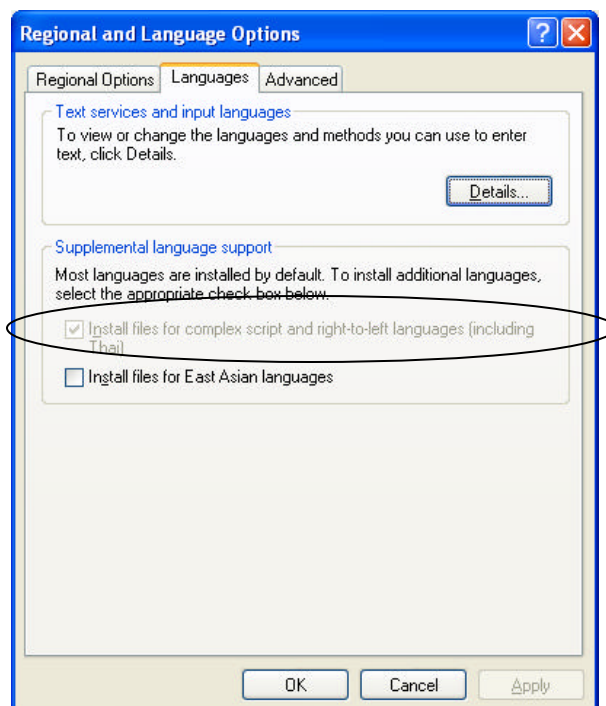 Regional and Language Options
Regional Options Languages Advanced
Text services and input languages
To view or change the languages and methods you can use to enter
text, click Details.
Details...
Supplemental language support
Most languages are installed by default. To install additional languages,
select the appropriate check box below.
Install files for complex script and right-to-left languages (including
Thai)
Install files for East Asian languages
OK Cancel Apply